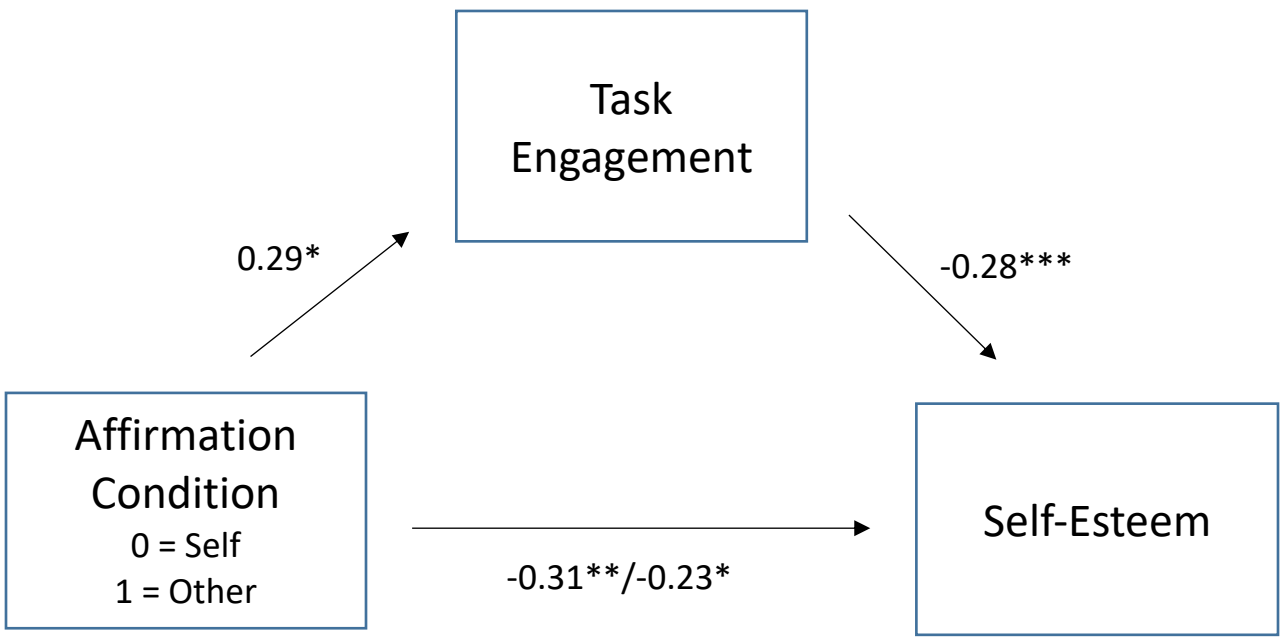 Task
Engagement
0.29*
-0.28***
Affirmation
Condition
0 = Self
1 = Other
-0.31**/-0.23*
Self-Esteem